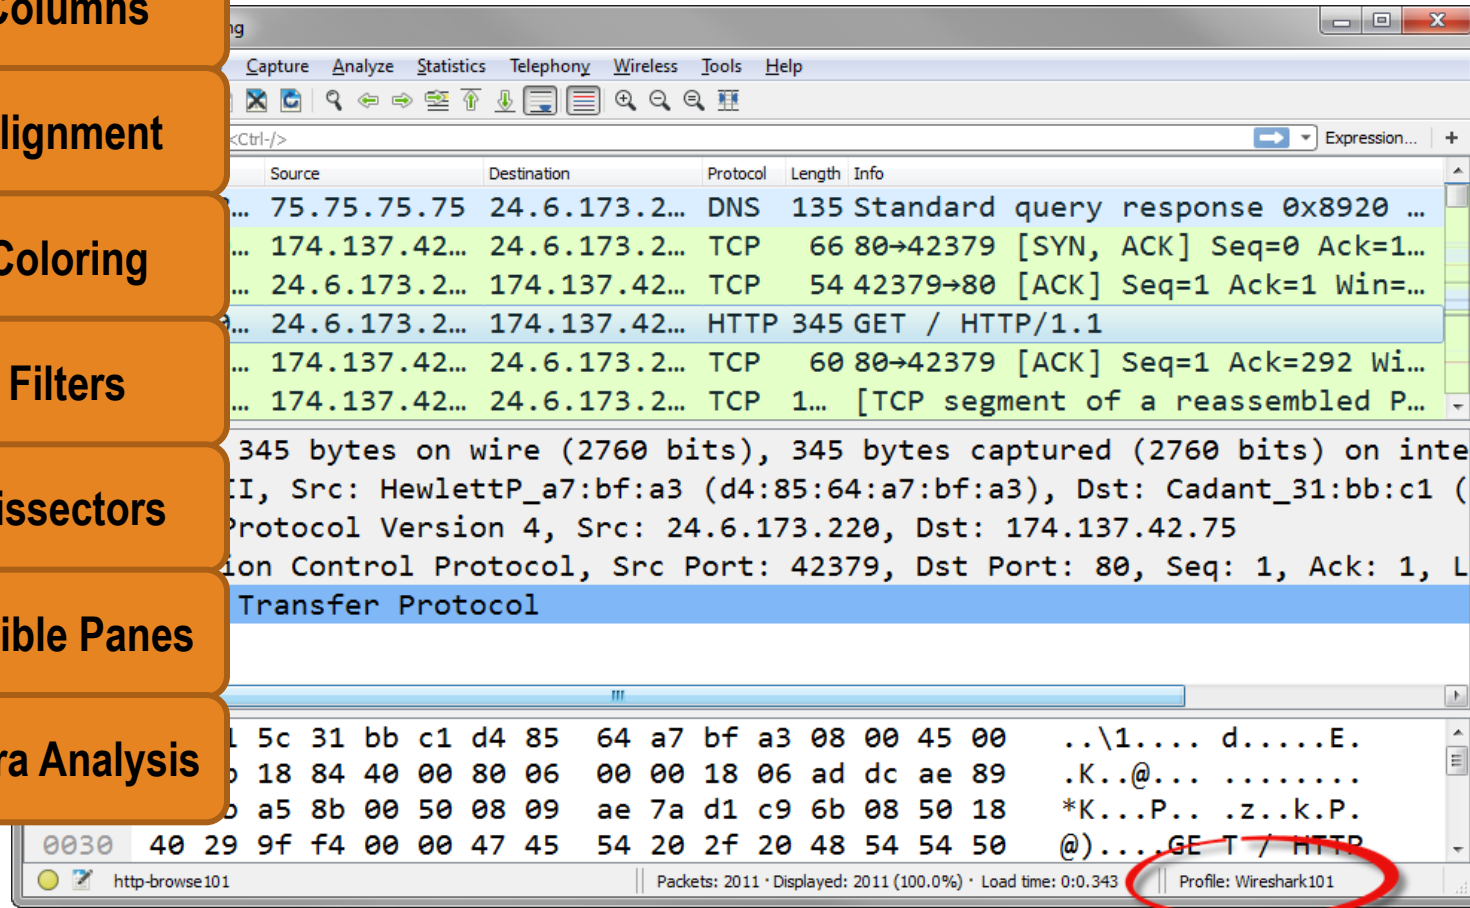 Columns
lignment
Coloring
Filters
issectors
ible Panes
ra Analysis
ng
Capture Analyze Statistics Telephony Wireless Tools Help
<Ctrl-/> Expression... +
Source Destination Protocol Length Info
… 75.75.75.75 24.6.173.2… DNS 135 Standard query response 0x8920 …
… 174.137.42… 24.6.173.2… TCP 66 80→42379 [SYN, ACK] Seq=0 Ack=1…
… 24.6.173.2… 174.137.42… TCP 54 42379→80 [ACK] Seq=1 Ack=1 Win=…
… 24.6.173.2… 174.137.42… HTTP 345 GET / HTTP/1.1
… 174.137.42… 24.6.173.2… TCP 60 80→42379 [ACK] Seq=1 Ack=292 Wi…
… 174.137.42… 24.6.173.2… TCP 1… [TCP segment of a reassembled P…
345 bytes on wire (2760 bits), 345 bytes captured (2760 bits) on inte
II, Src: HewlettP_a7:bf:a3 (d4:85:64:a7:bf:a3), Dst: Cadant_31:bb:c1 (
Protocol Version 4, Src: 24.6.173.220, Dst: 174.137.42.75
ion Control Protocol, Src Port: 42379, Dst Port: 80, Seq: 1, Ack: 1, L
Transfer Protocol
5c 31 bb c1 d4 85 64 a7 bf a3 08 00 45 00 ..\1.... d.....E.
18 84 40 00 80 06 00 00 18 06 ad dc ae 89 .K..@... ........
a5 8b 00 50 08 09 ae 7a d1 c9 6b 08 50 18 *K...P.. .z..k.P.
0030 40 29 9f f4 00 00 47 45 54 20 2f 20 48 54 54 50 @)....GE T / HTTP
http-browse101 Packets: 2011 · Displayed: 2011 (100.0%) · Load time: 0:0.343 Profile: Wireshark101